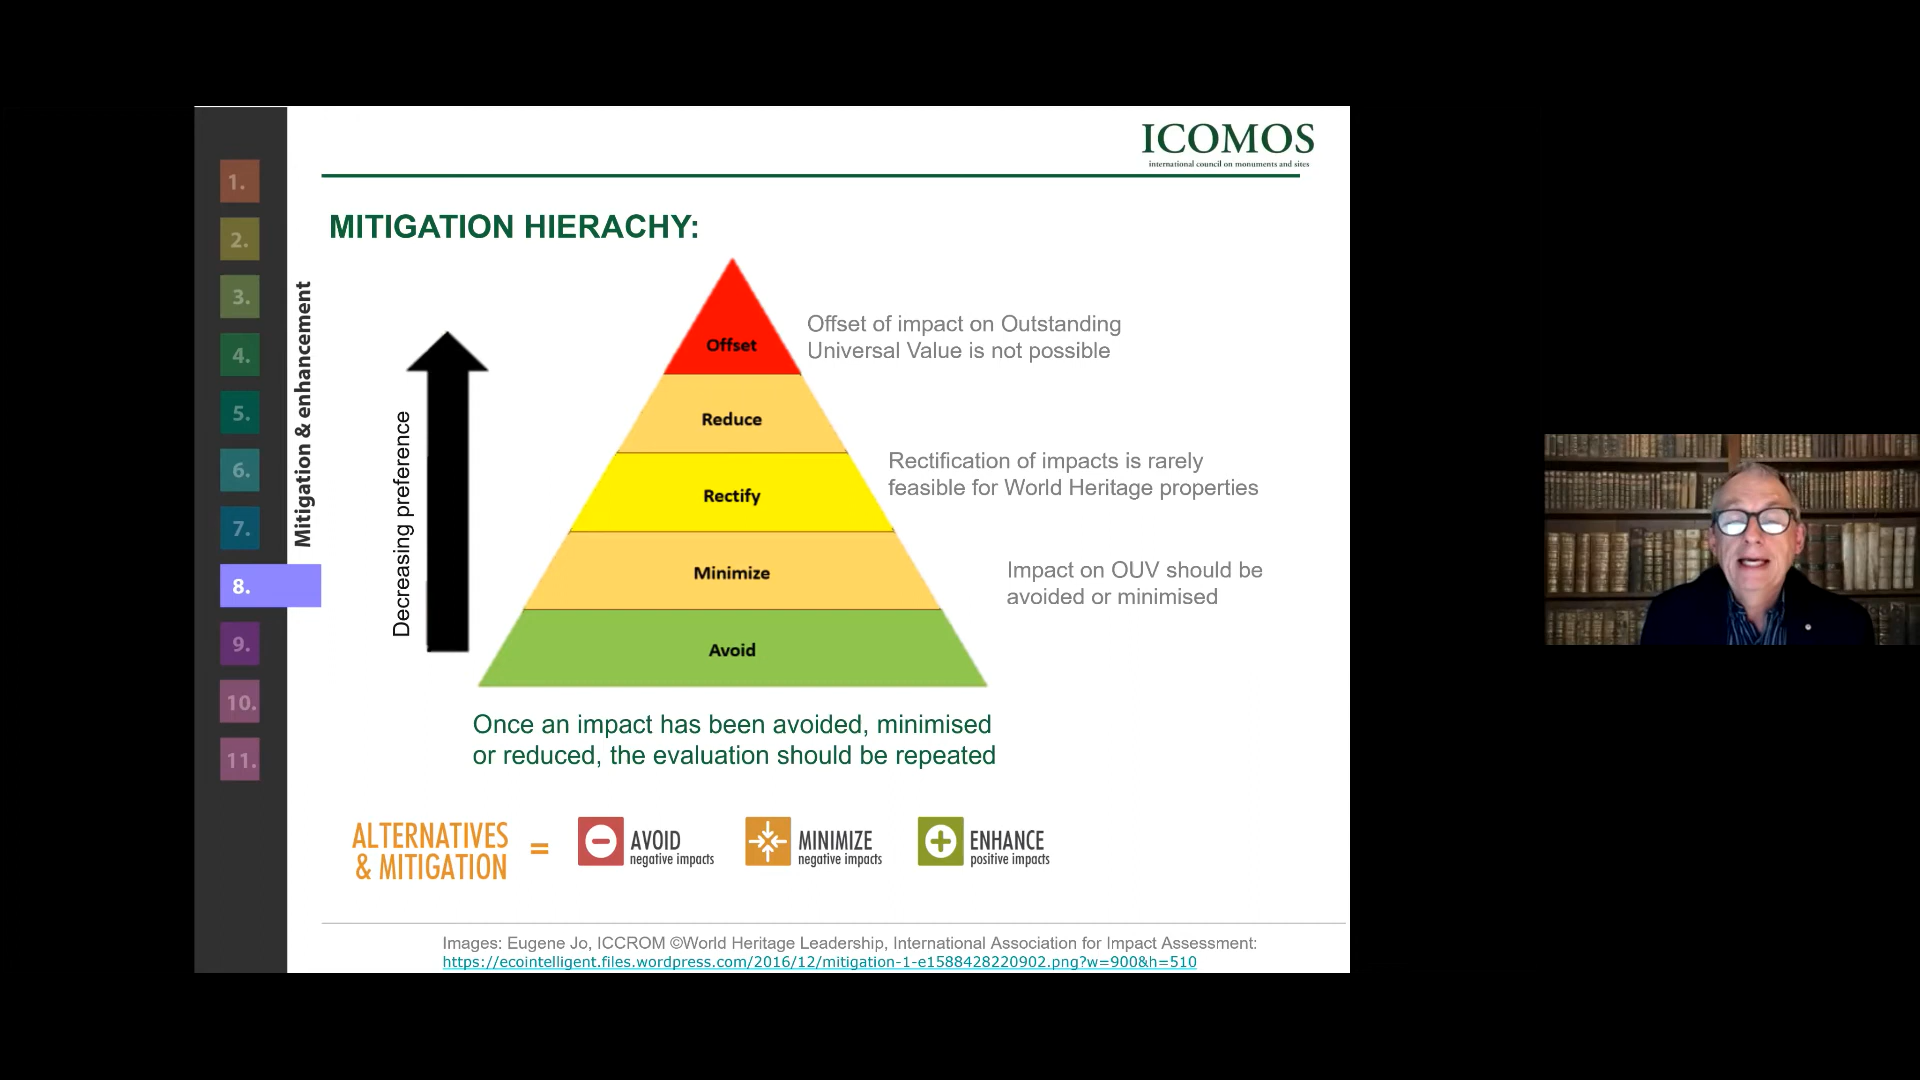 ICOMOS
international council on monuments and sites
1.
2.
3.
4.
5.
6.
7.
8.
9.
10.
11.
Mitigation & enhancement
MITIGATION HIERACHY:
Decreasing preference
Offset
Reduce
Rectify
Minimize
Avoid
Offset of impact on Outstanding
Universal Value is not possible
Rectification of impacts is rarely
feasible for World Heritage properties
Impact on OUV should be
avoided or minimised
Once an impact has been avoided, minimised
or reduced, the evaluation should be repeated
ALTERNATIVES
& MITIGATION
=
AVOID
negative impacts
MINIMIZE
negative impacts
ENHANCE
positive impacts
Images: Eugene Jo, ICCROM ©World Heritage Leadership, International Association for Impact Assessment:
https://ecointelligent.files.wordpress.com/2016/12/mitigation-1-e1588428220902.png?w=900&h=510